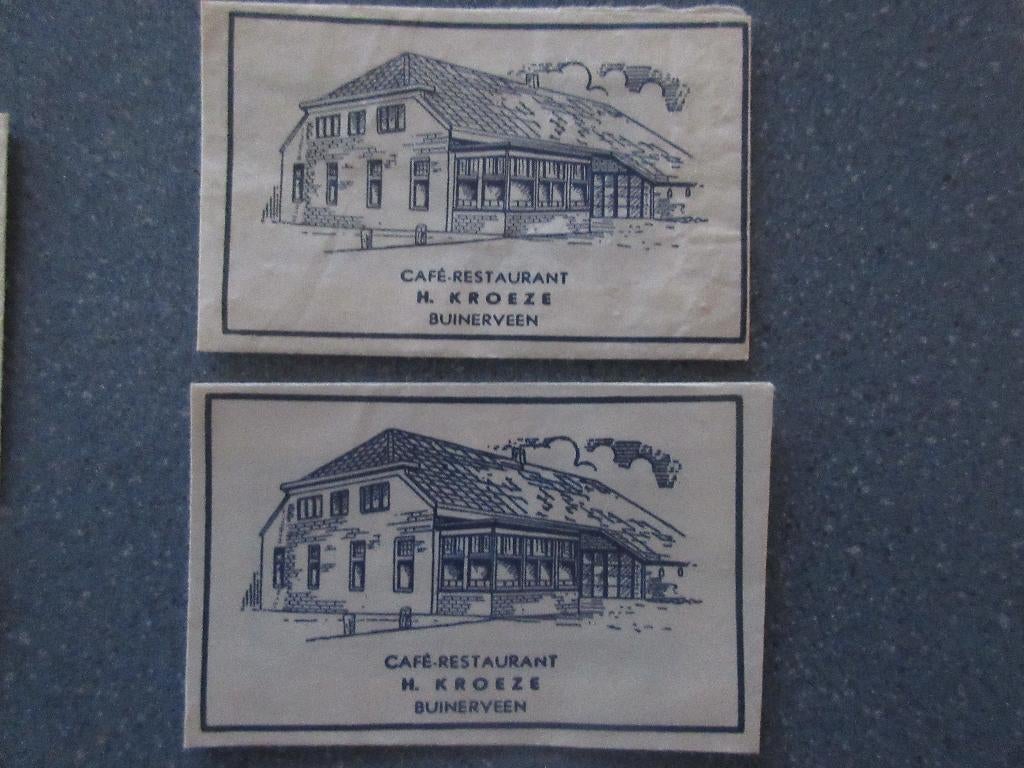 CAFÉ-RESTAURANT
H. KROEZE
BUINERVEEN
CAFÉ-RESTAURANT
H. KROEZE
BUINERVEEN